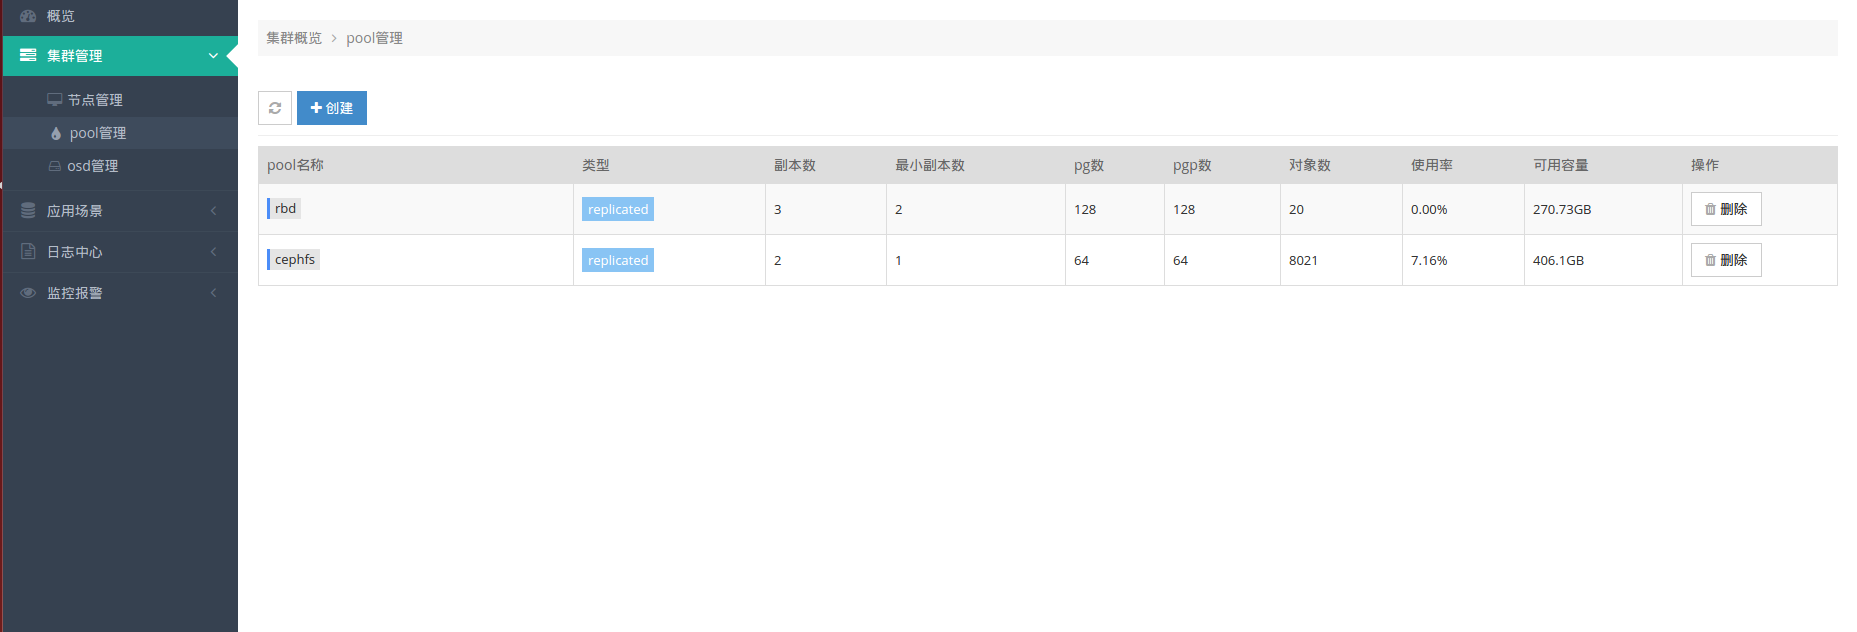 概览
集群管理
节点管理
pool管理
osd管理
应用场景
日志中心
监控报警
集群概览 > pool管理
创建
pool名称 类型 副本数 最小副本数 pg数 pgp数 对象数 使用率 可用容量 操作
rbd replicated 3 2 128 128 20 0.00% 270.73GB 删除
cephfs replicated 2 1 64 64 8021 7.16% 406.1GB 删除